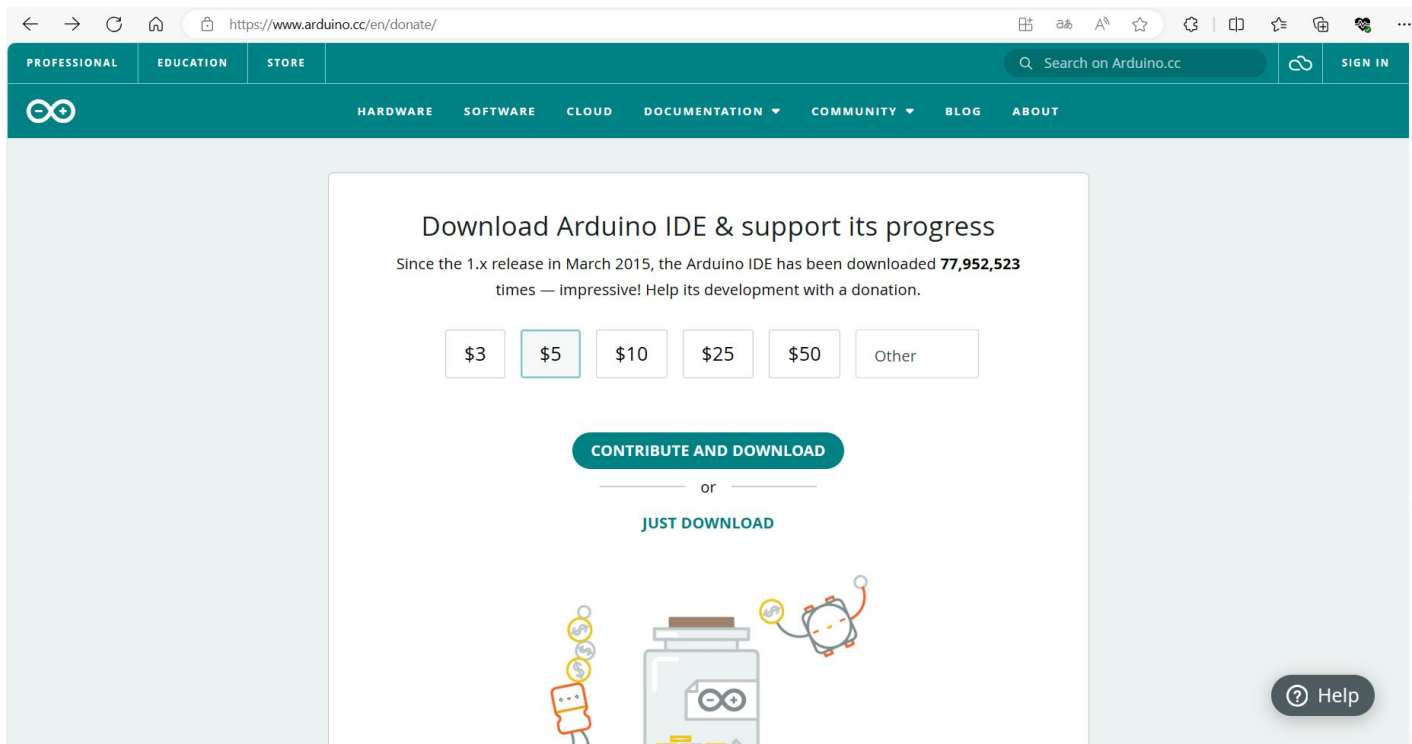 https://www.arduino.cc/en/donate/
PROFESSIONAL EDUCATION STORE Search on Arduino.cc SIGN IN
HARDWARE SOFTWARE CLOUD DOCUMENTATION COMMUNITY BLOG ABOUT
Download Arduino IDE & support its progress
Since the 1.x release in March 2015, the Arduino IDE has been downloaded 77,952,523
times — impressive! Help its development with a donation.
$3 $5 $10 $25 $50 Other
CONTRIBUTE AND DOWNLOAD
or
JUST DOWNLOAD
Help